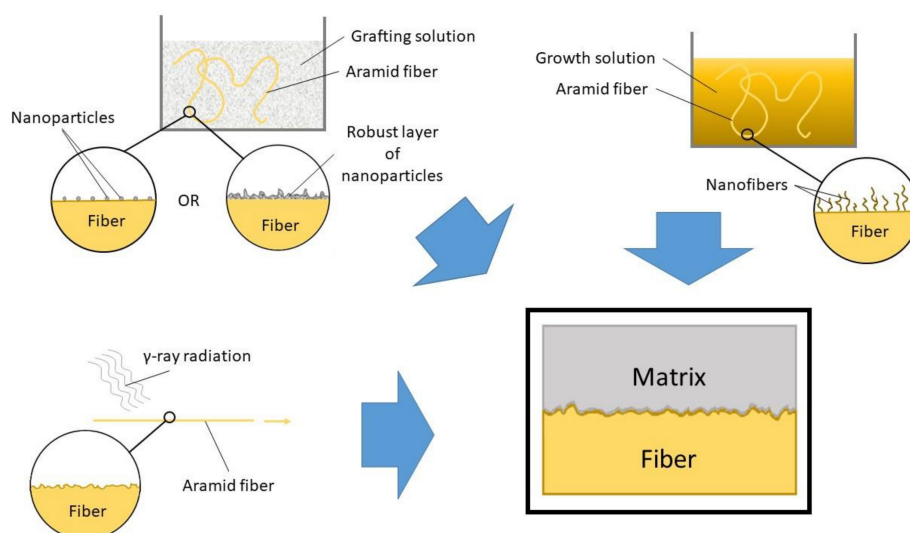 Grafting solution
Aramid fiber
Nanoparticles
Robust layer
of
nanoparticles
OR
Fiber
Fiber
Growth solution
Aramid fiber
Nanofibers
Fiber
γ-ray radiation
Aramid fiber
Fiber
Matrix
Fiber